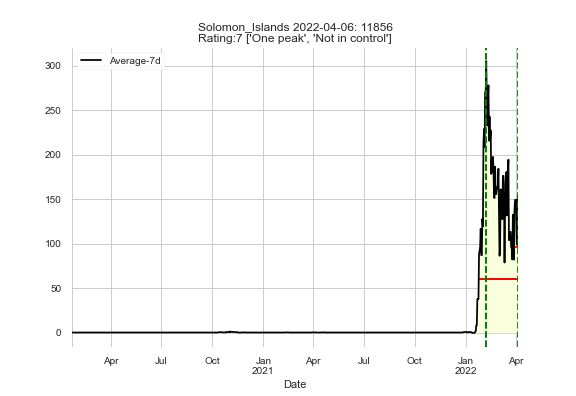 Solomon_Islands 2022-04-06: 11856
Rating:7 ['One peak', 'Not in control']
Average-7d
300
250
200
150
100
50
0
Apr Jul Oct Jan Apr Jul Oct Jan Apr
2021 2022
Date